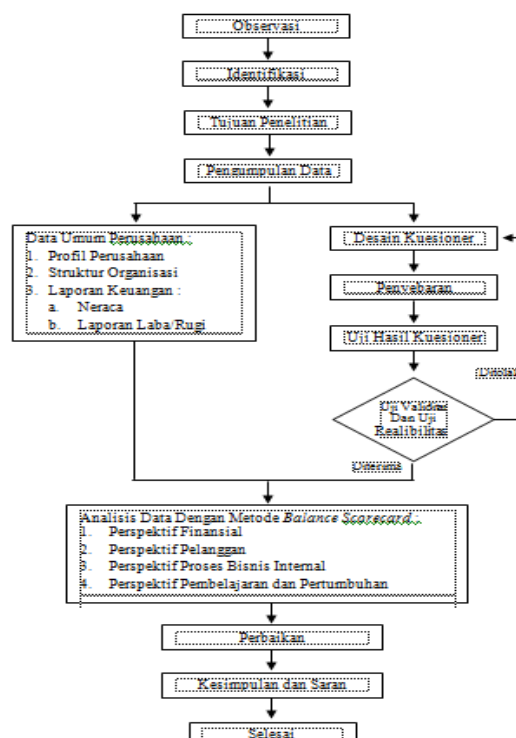 Observasi
Identifikasi
Tujuan Penelitian
Pengumpulan Data
Data Umum Perusahaan :
1. Profil Perusahaan
2. Struktur Organisasi
3. Laporan Keuangan :
a. Neraca
b. Laporan Laba/Rugi
Desain Kuesioner
Penyebaran
Uji Hasil Kuesioner
Uji Validitas
Dan Uji
Realibilitas
Diterima
Analisis Data Dengan Metode Balance Scorecard :
1. Perspektif Finansial
2. Perspektif Pelanggan
3. Perspektif Proses Bisnis Internal
4. Perspektif Pembelajaran dan Pertumbuhan
Perbaikan
Kesimpulan dan Saran
Selesai